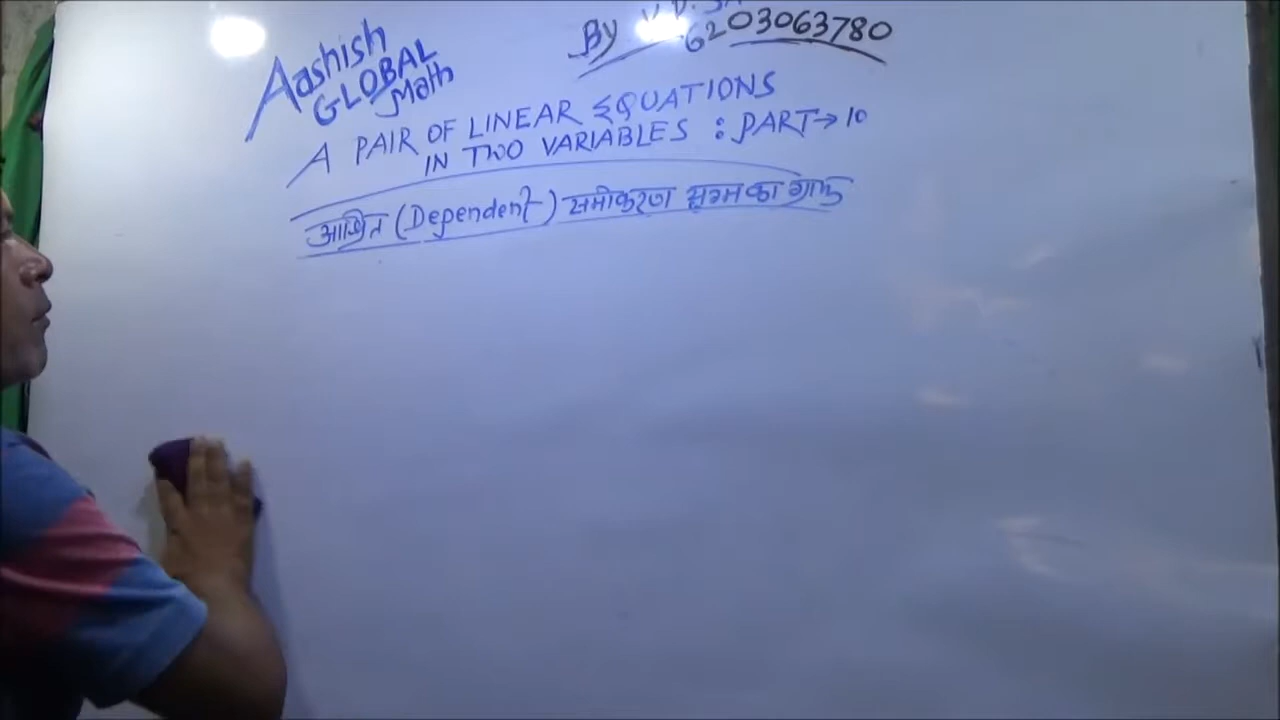 Aashish
GLOBAL
Math
By
6203063780
A PAIR OF LINEAR EQUATIONS
IN TWO VARIABLES : PART → 10
आश्रित (Dependent) समीकरण युग्म का ग्राफ